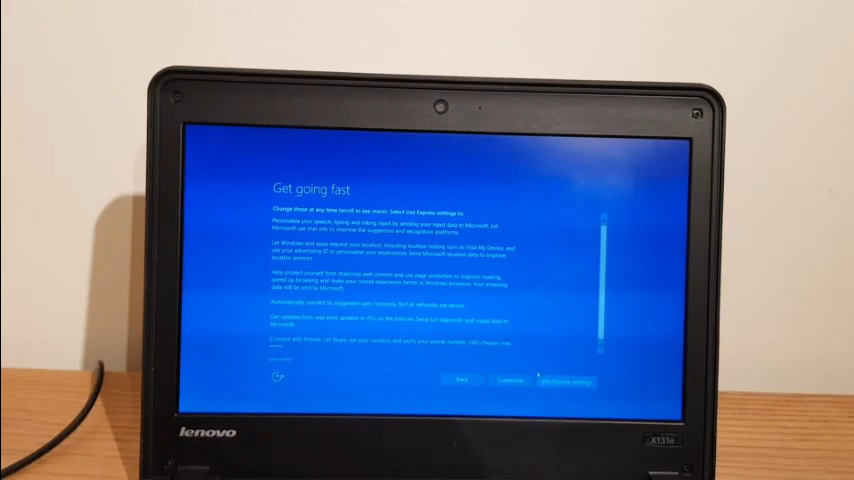 Get going fast
Change these at any time (scroll to see more). Select Use Express settings to:
Personalise your speech, typing and inking input by sending your input data to Microsoft. Let
Microsoft use that info to improve the suggestion and recognition platforms.
Let Windows and apps request your location, including location history, turn on Find My Device, and
use your advertising ID to personalise your experiences. Send Microsoft location data to improve
location services.
Help protect yourself from malicious web content and use page prediction to improve reading,
speed up browsing and make your overall experience better in Windows browsers. Your browsing
data will be sent to Microsoft.
Automatically connect to suggested open hotspots. Not all networks are secure.
Get updates from and send updates to PCs on the Internet. Send full diagnostic and usage data to
Microsoft.
Connect with friends. Let Skype use your contacts and verify your phone number. SMS charges may
Learn more
Back
Customise
Use Express settings
lenovo
X131e